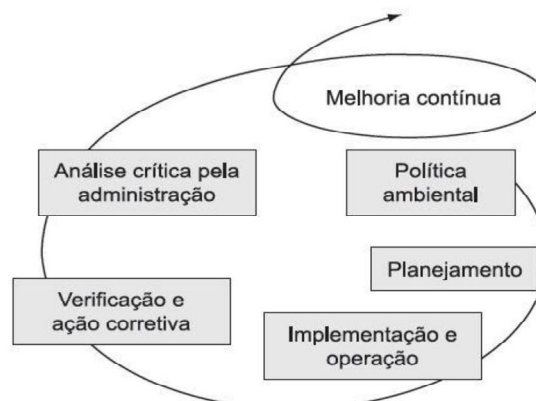 Melhoria contínua
Análise crítica pela
administração
Política
ambiental
Planejamento
Verificação e
ação corretiva
Implementação e
operação